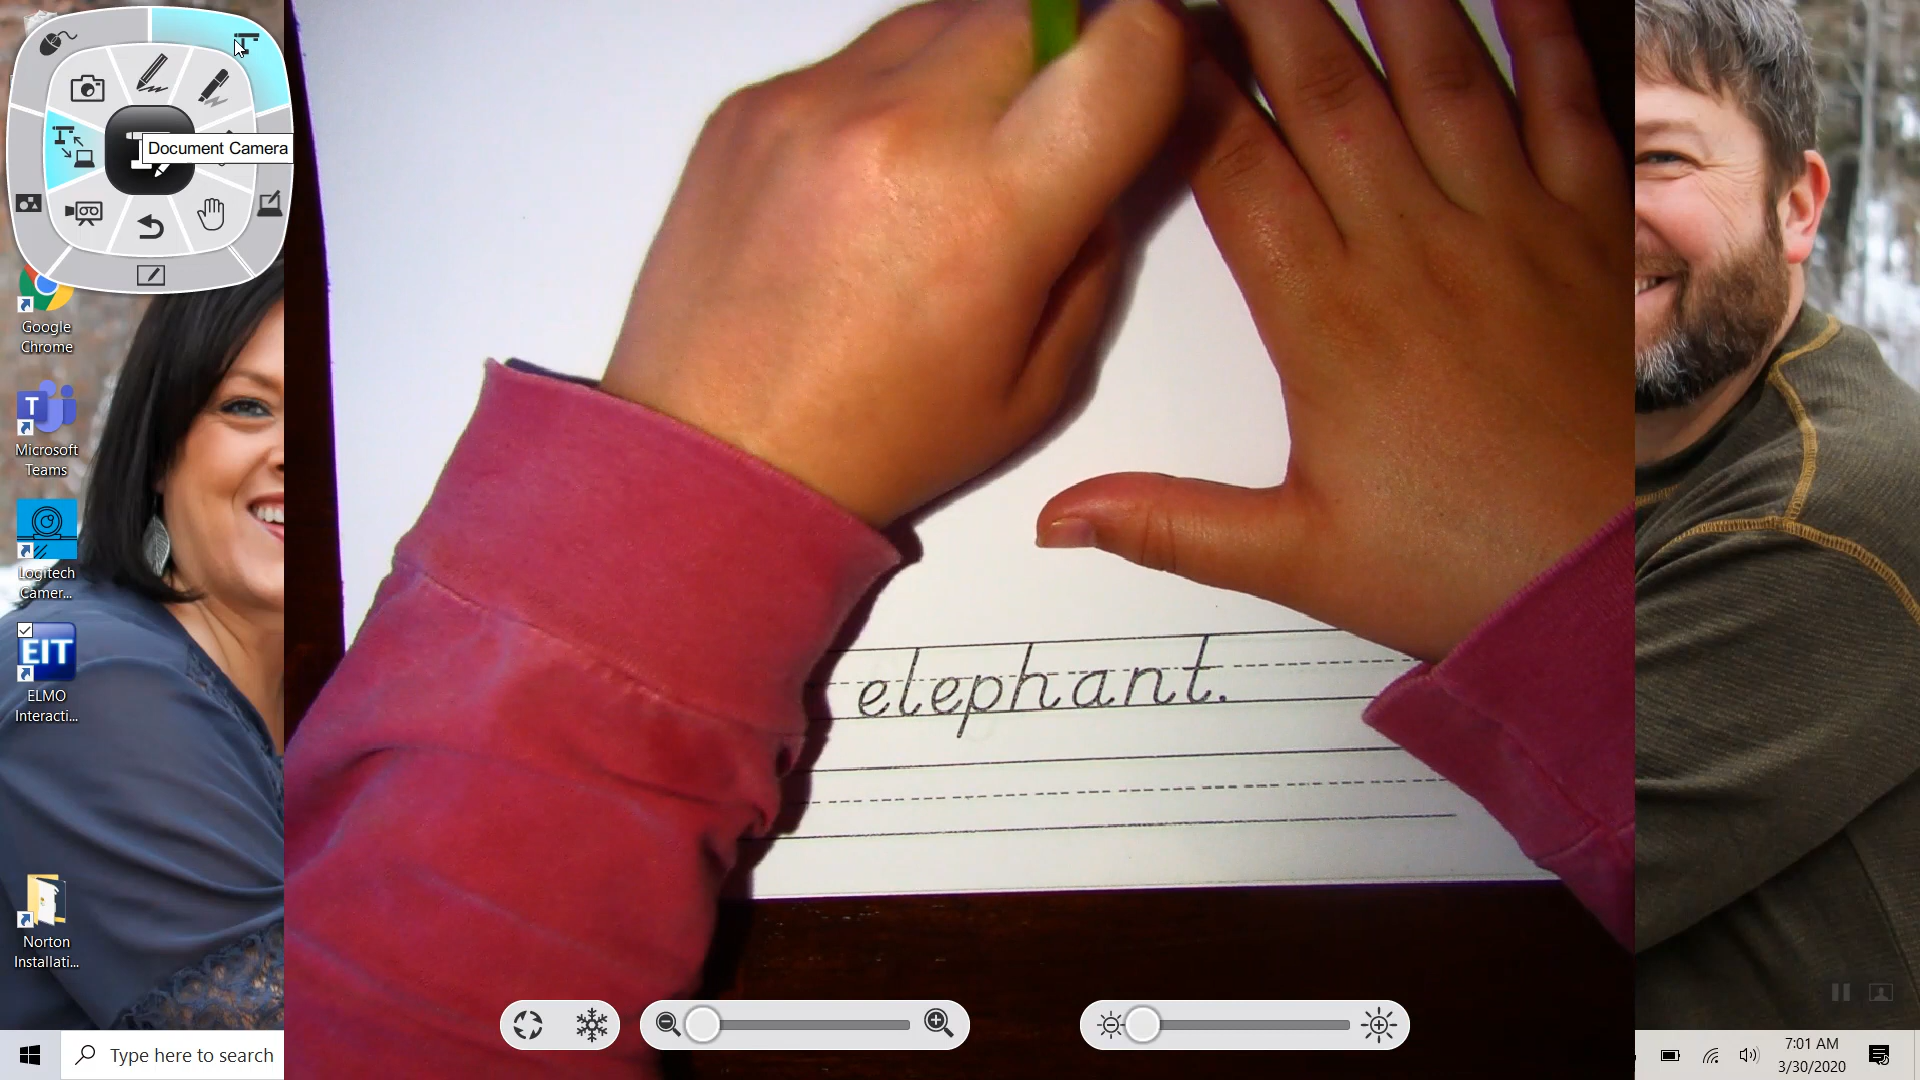 Document Camera
Google
Chrome
T
Microsoft
Teams
Logitech
Camer...
EIT
ELMO
Interacti...
Norton
Installati...
elephant.
Type here to search
7:01 AM
3/30/2020